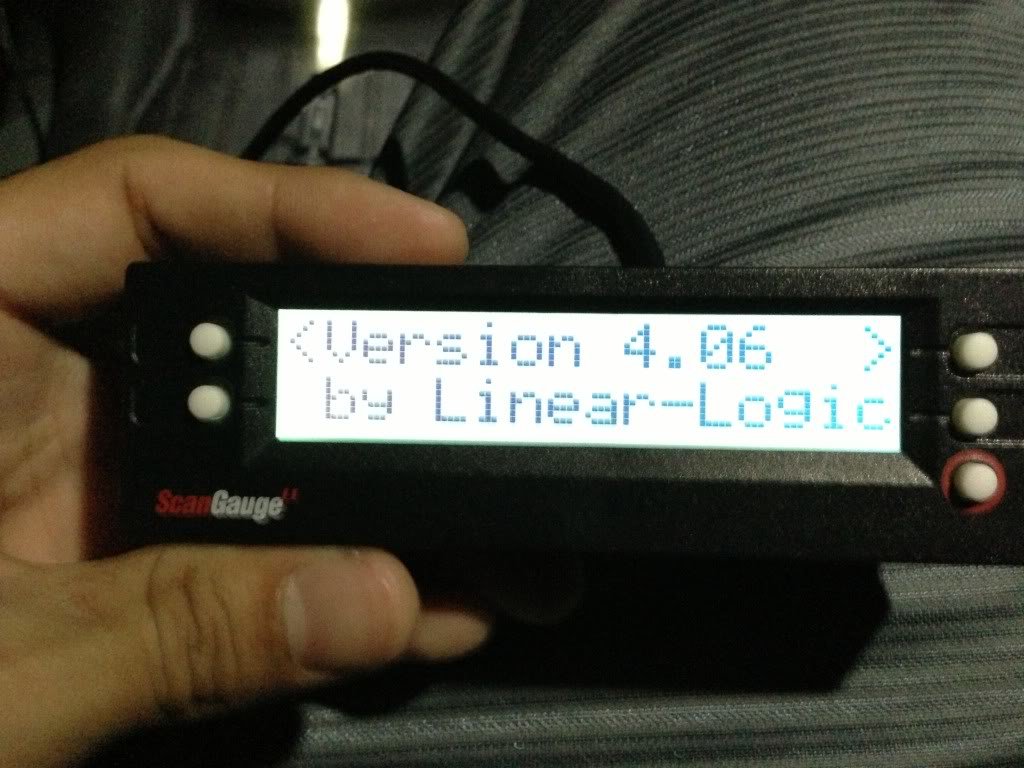 <Version 4.06 >
by Linear-Logic
ScanGauge II